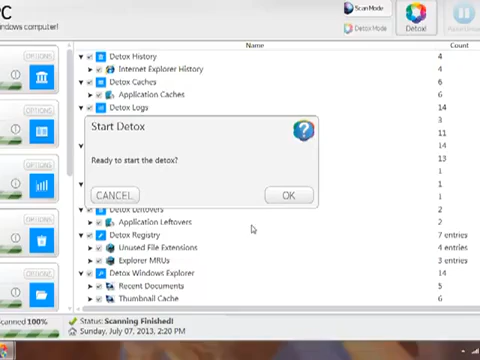 PC
Windows computer!
Scan Mode
Detox Mode
Detox!
Name
Count
OPTIONS
Detox History
4
Internet Explorer History
4
Detox Caches
6
Application Caches
6
Detox Logs
14
3
11
OPTIONS
14
13
1
OPTIONS
1
1
Start Detox
Ready to start the detox?
CANCEL
OK
Detox Leftovers
2
Application Leftovers
2
OPTIONS
Detox Registry
7 entries
Unused File Extensions
4 entries
Explorer MRUs
3 entries
OPTIONS
Detox Windows Explorer
14
Recent Documents
8
Thumbnail Cache
6
Scanned 100%
Status: Scanning Finished!
Sunday, July 07, 2013, 2:20 PM